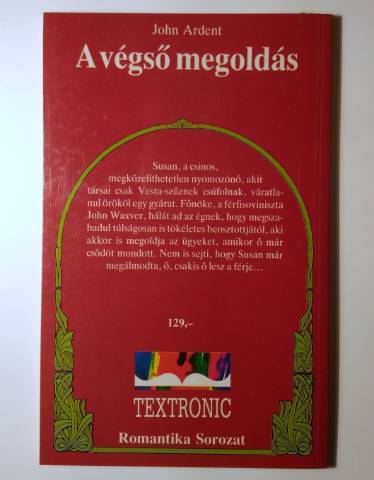 John Ardent
A végső megoldás
Susan, a csinos,
megközelíthetetlen nyomozónő, akit
társai csak Vesta-szűznek csúfolnak, váratla-
nul örököl egy gyárat. Főnöke, a férfisoviniszta
John Waxver, hálát ad az égnek, hogy megsza-
badul túlságosan is tökéletes beosztottjától, aki
akkor is megoldja az ügyeket, amikor ő már
csődöt mondott. Nem is sejti, hogy Susan már
megálmodta, ő, csakis ő lesz a férje...
129,–
TEXTRONIC
Romantika Sorozat